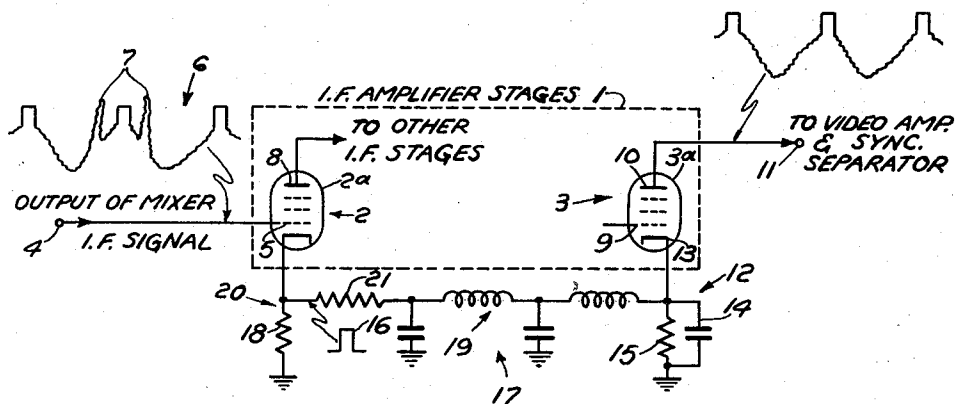 7
6
I.F. AMPLIFIER STAGES 1
TO OTHER
I.F. STAGES
8
2a
2
5
OUTPUT OF MIXER
4
I.F. SIGNAL
10
3a
3
9
13
TO VIDEO AMP.
& SYNC.
SEPARATOR
11
12
20
21
18
16
19
17
15
14